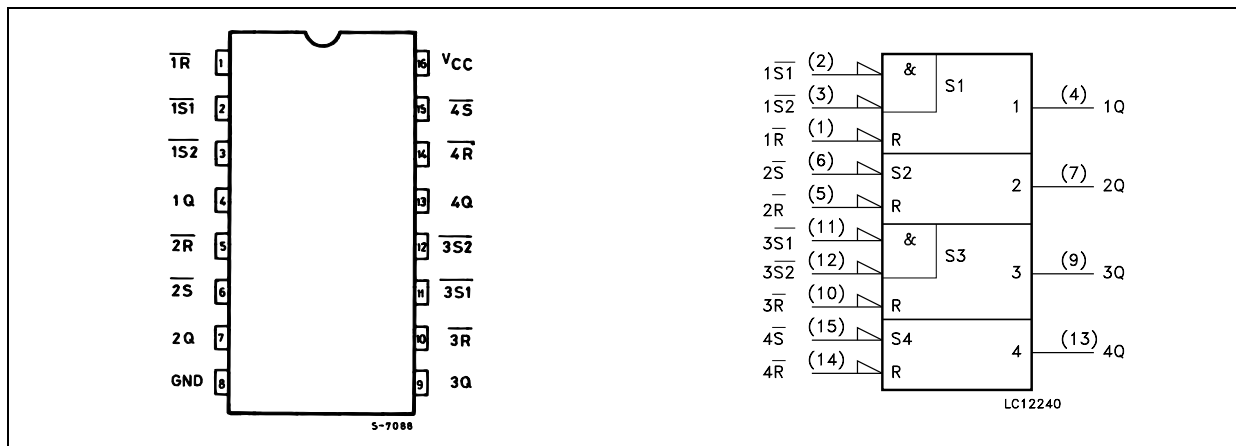 1R̅ 1 16 VCC
1S1̅ 2 15 4S̅
1S2̅ 3 14 4R̅
1Q 4 13 4Q
2R̅ 5 12 3S2̅
2S̅ 6 11 3S1̅
2Q 7 10 3R̅
GND 8 9 3Q
S-7088
1S1̅ (2) & S1
1S2̅ (3) 1 (4) 1Q
1R̅ (1) R
2S̅ (6) S2 2 (7) 2Q
2R̅ (5) R
3S1̅ (11) & S3
3S2̅ (12) 3 (9) 3Q
3R̅ (10) R
4S̅ (15) S4 4 (13) 4Q
4R̅ (14) R
LC12240